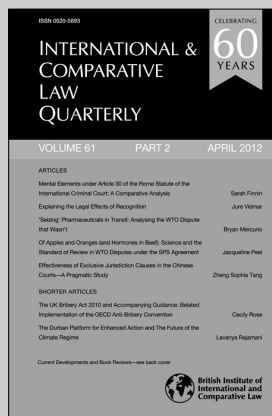 ISSN 0020-5893
CELEBRATING
60
YEARS
INTERNATIONAL &
COMPARATIVE
LAW
QUARTERLY
VOLUME 61 PART 2 APRIL 2012
ARTICLES
Mental Elements under Article 30 of the Rome Statute of the
International Criminal Court: A Comparative Analysis Sarah Finnin
Explaining the Legal Effects of Recognition Jure Vidmar
'Seizing' Pharmaceuticals in Transit: Analysing the WTO Dispute
that Wasn't Bryan Mercurio
Of Apples and Oranges (and Hormones in Beef): Science and the
Standard of Review in WTO Disputes under the SPS Agreement Jacqueline Peel
Effectiveness of Exclusive Jurisdiction Clauses in the Chinese
Courts—A Pragmatic Study Zheng Sophia Tang
SHORTER ARTICLES
The UK Bribery Act 2010 and Accompanying Guidance: Belated
Implementation of the OECD Anti-Bribery Convention Cecily Rose
The Durban Platform for Enhanced Action and The Future of the
Climate Regime Lavanya Rajamani
Current Developments and Book Reviews—see back cover
British Institute of
International and
Comparative Law